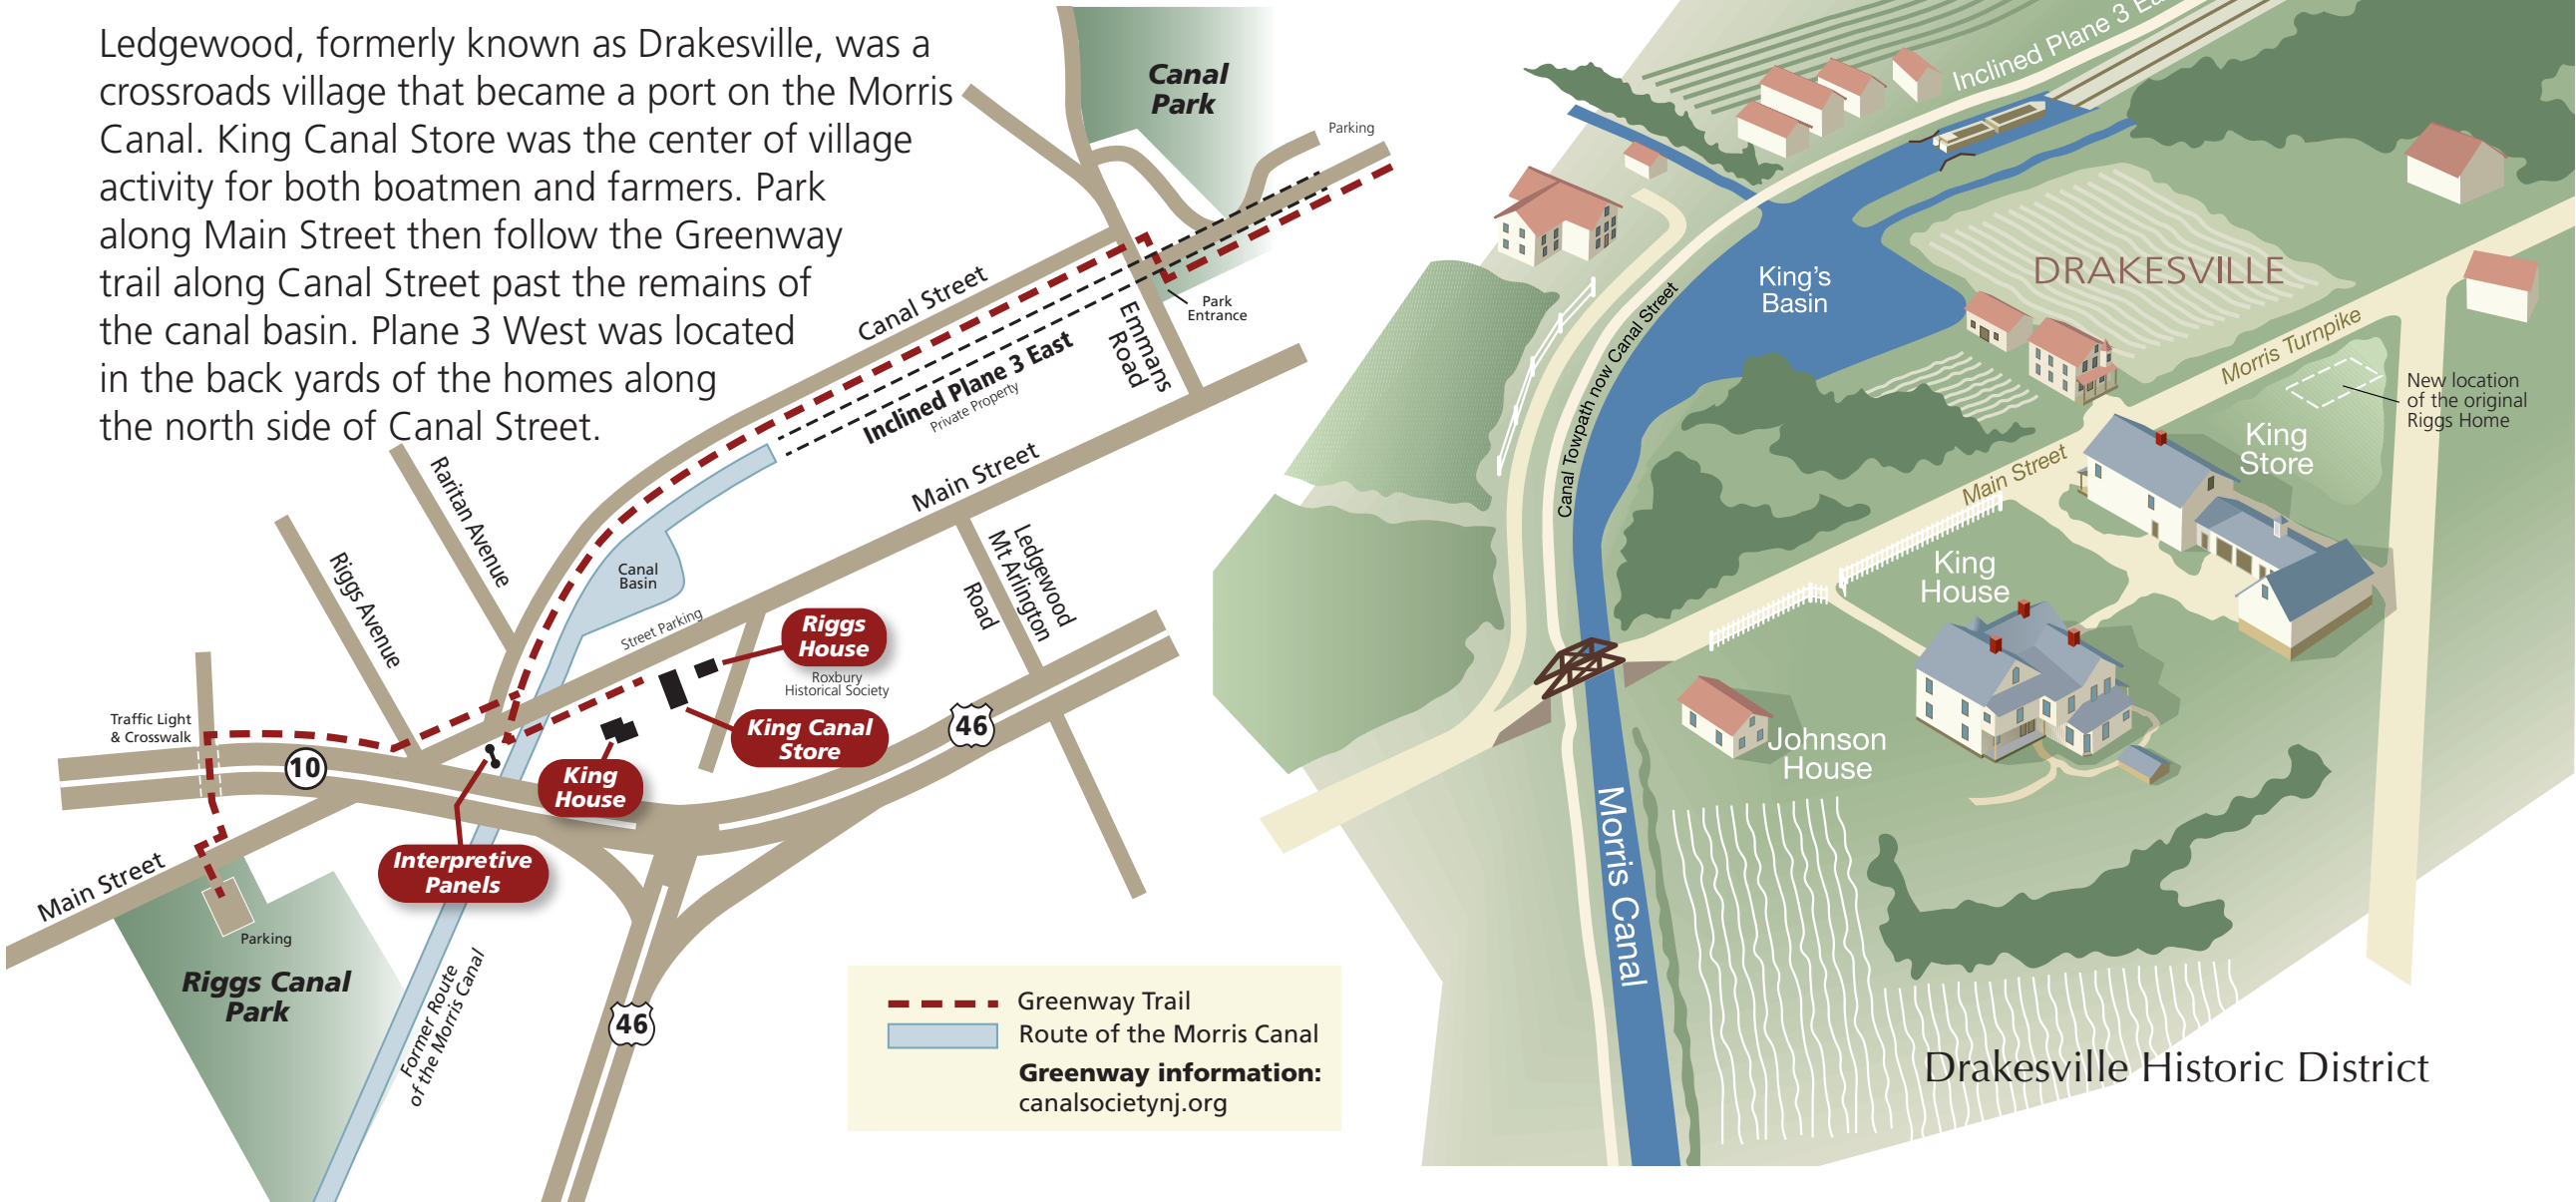 Ledgewood, formerly known as Drakesville, was a
crossroads village that became a port on the Morris
Canal. King Canal Store was the center of village
activity for both boatmen and farmers. Park
along Main Street then follow the Greenway
trail along Canal Street past the remains of
the canal basin. Plane 3 West was located
in the back yards of the homes along
the north side of Canal Street.
Canal
Park
Parking
Canal Street
Park
Entrance
Emmans
Road
Inclined Plane 3 East
Private Property
Main Street
Raritan Avenue
Riggs Avenue
Canal
Basin
Street Parking
Ledgewood
Mt Arlington
Road
Riggs
House
Roxbury
Historical Society
King Canal
Store
King
House
46
Traffic Light
& Crosswalk
10
Interpretive
Panels
Main Street
Parking
Riggs Canal
Park
Former Route
of the Morris Canal
46
Greenway Trail
Route of the Morris Canal
Greenway information:
canalsocietynj.org
Inclined Plane 3
King's
Basin
DRAKESVILLE
Canal Towpath now Canal Street
Morris Turnpike
New location
of the original
Riggs Home
King
Store
Main Street
King
House
Johnson
House
Morris Canal
Drakesville Historic District